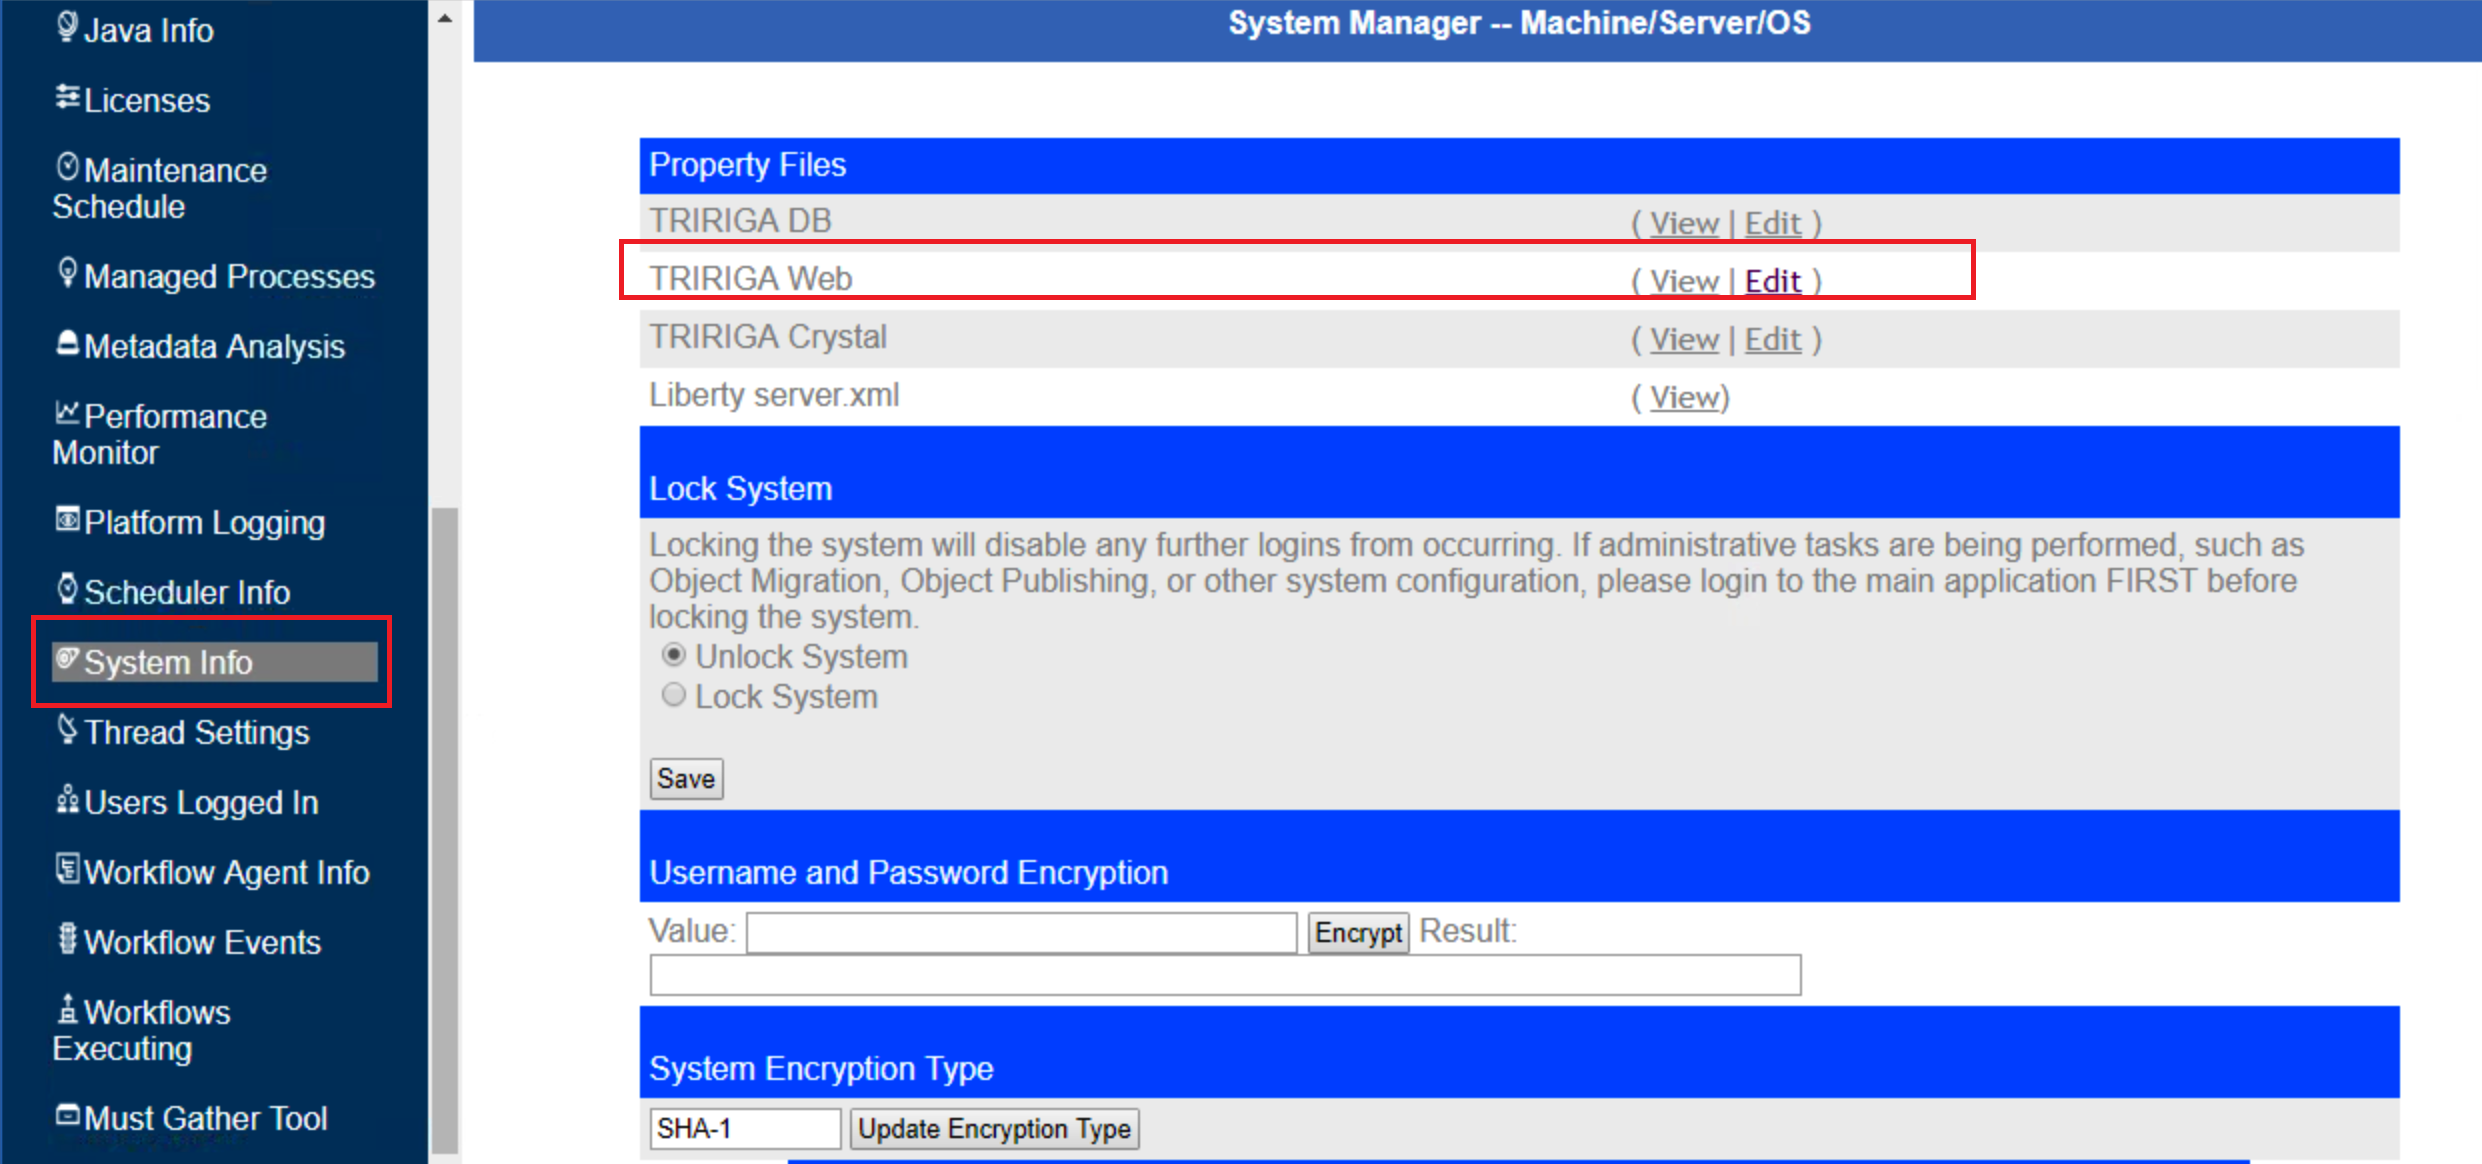 Java Info
Licenses
Maintenance
Schedule
Managed Processes
Metadata Analysis
Performance
Monitor
Platform Logging
Scheduler Info
System Info
Thread Settings
Users Logged In
Workflow Agent Info
Workflow Events
Workflows
Executing
Must Gather Tool
System Manager -- Machine/Server/OS
Property Files
TRIRIGA DB ( View | Edit )
TRIRIGA Web ( View | Edit )
TRIRIGA Crystal ( View | Edit )
Liberty server.xml ( View)
Lock System
Locking the system will disable any further logins from occurring. If administrative tasks are being performed, such as
Object Migration, Object Publishing, or other system configuration, please login to the main application FIRST before
locking the system.
Unlock System
Lock System
Save
Username and Password Encryption
Value: Encrypt Result:
System Encryption Type
SHA-1 Update Encryption Type